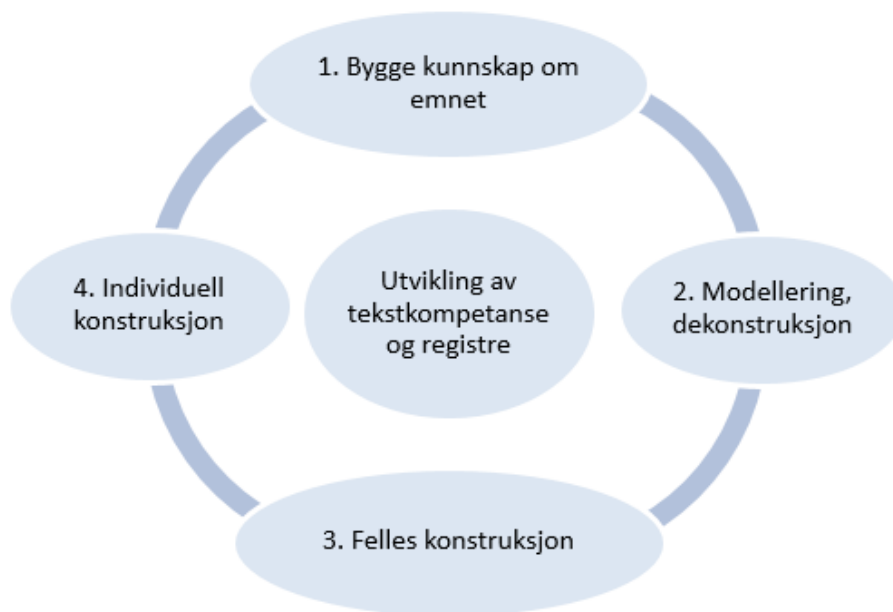 1. Bygge kunnskap om
emnet
2. Modellering,
dekonstruksjon
3. Felles konstruksjon
4. Individuell
konstruksjon
Utvikling av
tekstkompetanse
og registre